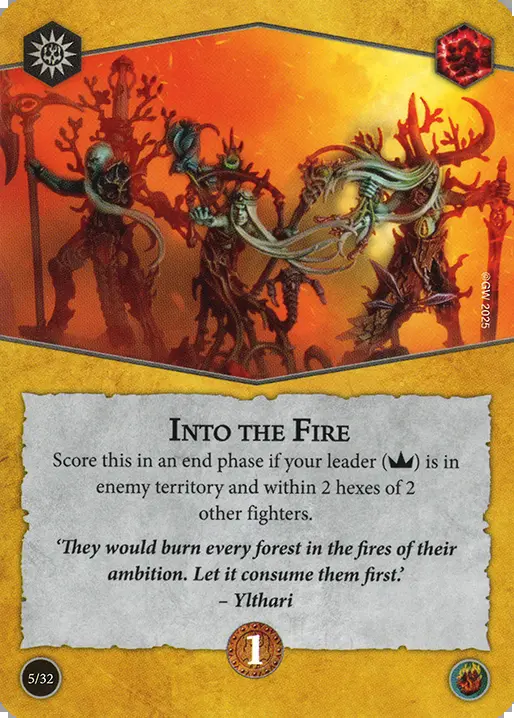 ©GW 2025
INTO THE FIRE
Score this in an end phase if your leader () is in
enemy territory and within 2 hexes of 2
other fighters.
‘They would burn every forest in the fires of their
ambition. Let it consume them first.’
– Ylthari
1
5/32